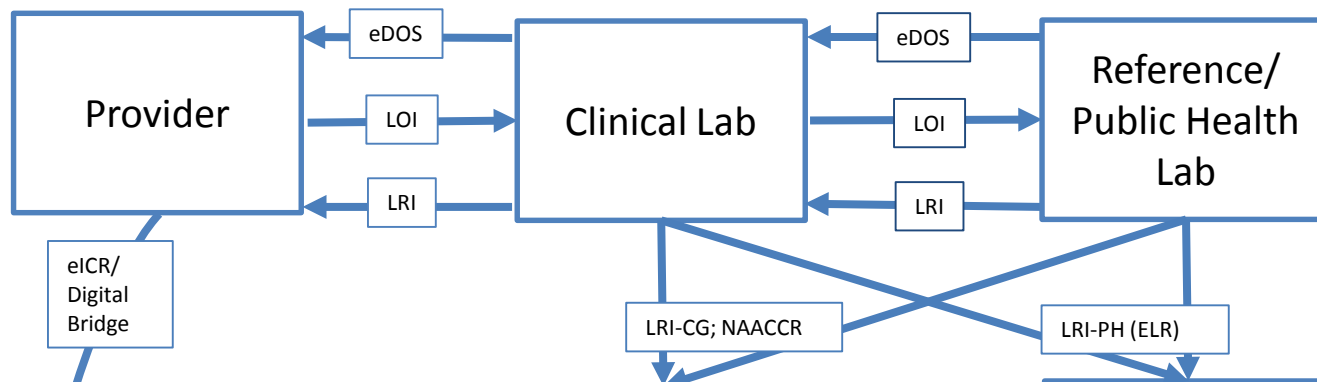 eDOS
eDOS
Provider
Clinical Lab
Reference/
Public Health
Lab
LOI
LOI
LRI
LRI
eICR/
Digital
Bridge
LRI-CG; NAACCR
LRI-PH (ELR)